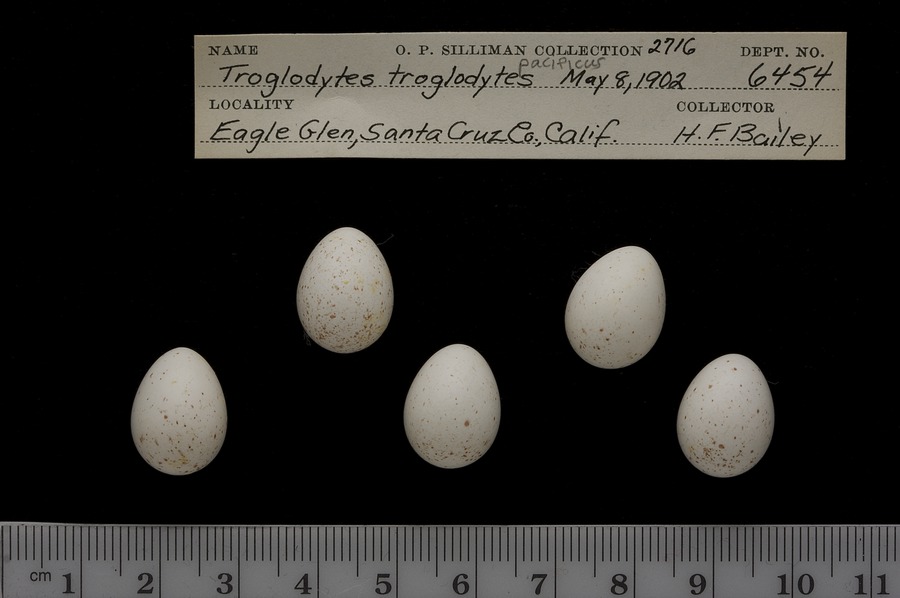 NAME O. P. SILLIMAN COLLECTION 2716 DEPT. NO.
pacificus
Troglodytes troglodytes May 8, 1902 6454
LOCALITY COLLECTOR
Eagle Glen, Santa Cruz Co., Calif. H. F. Bailey
cm 1 2 3 4 5 6 7 8 9 10 11